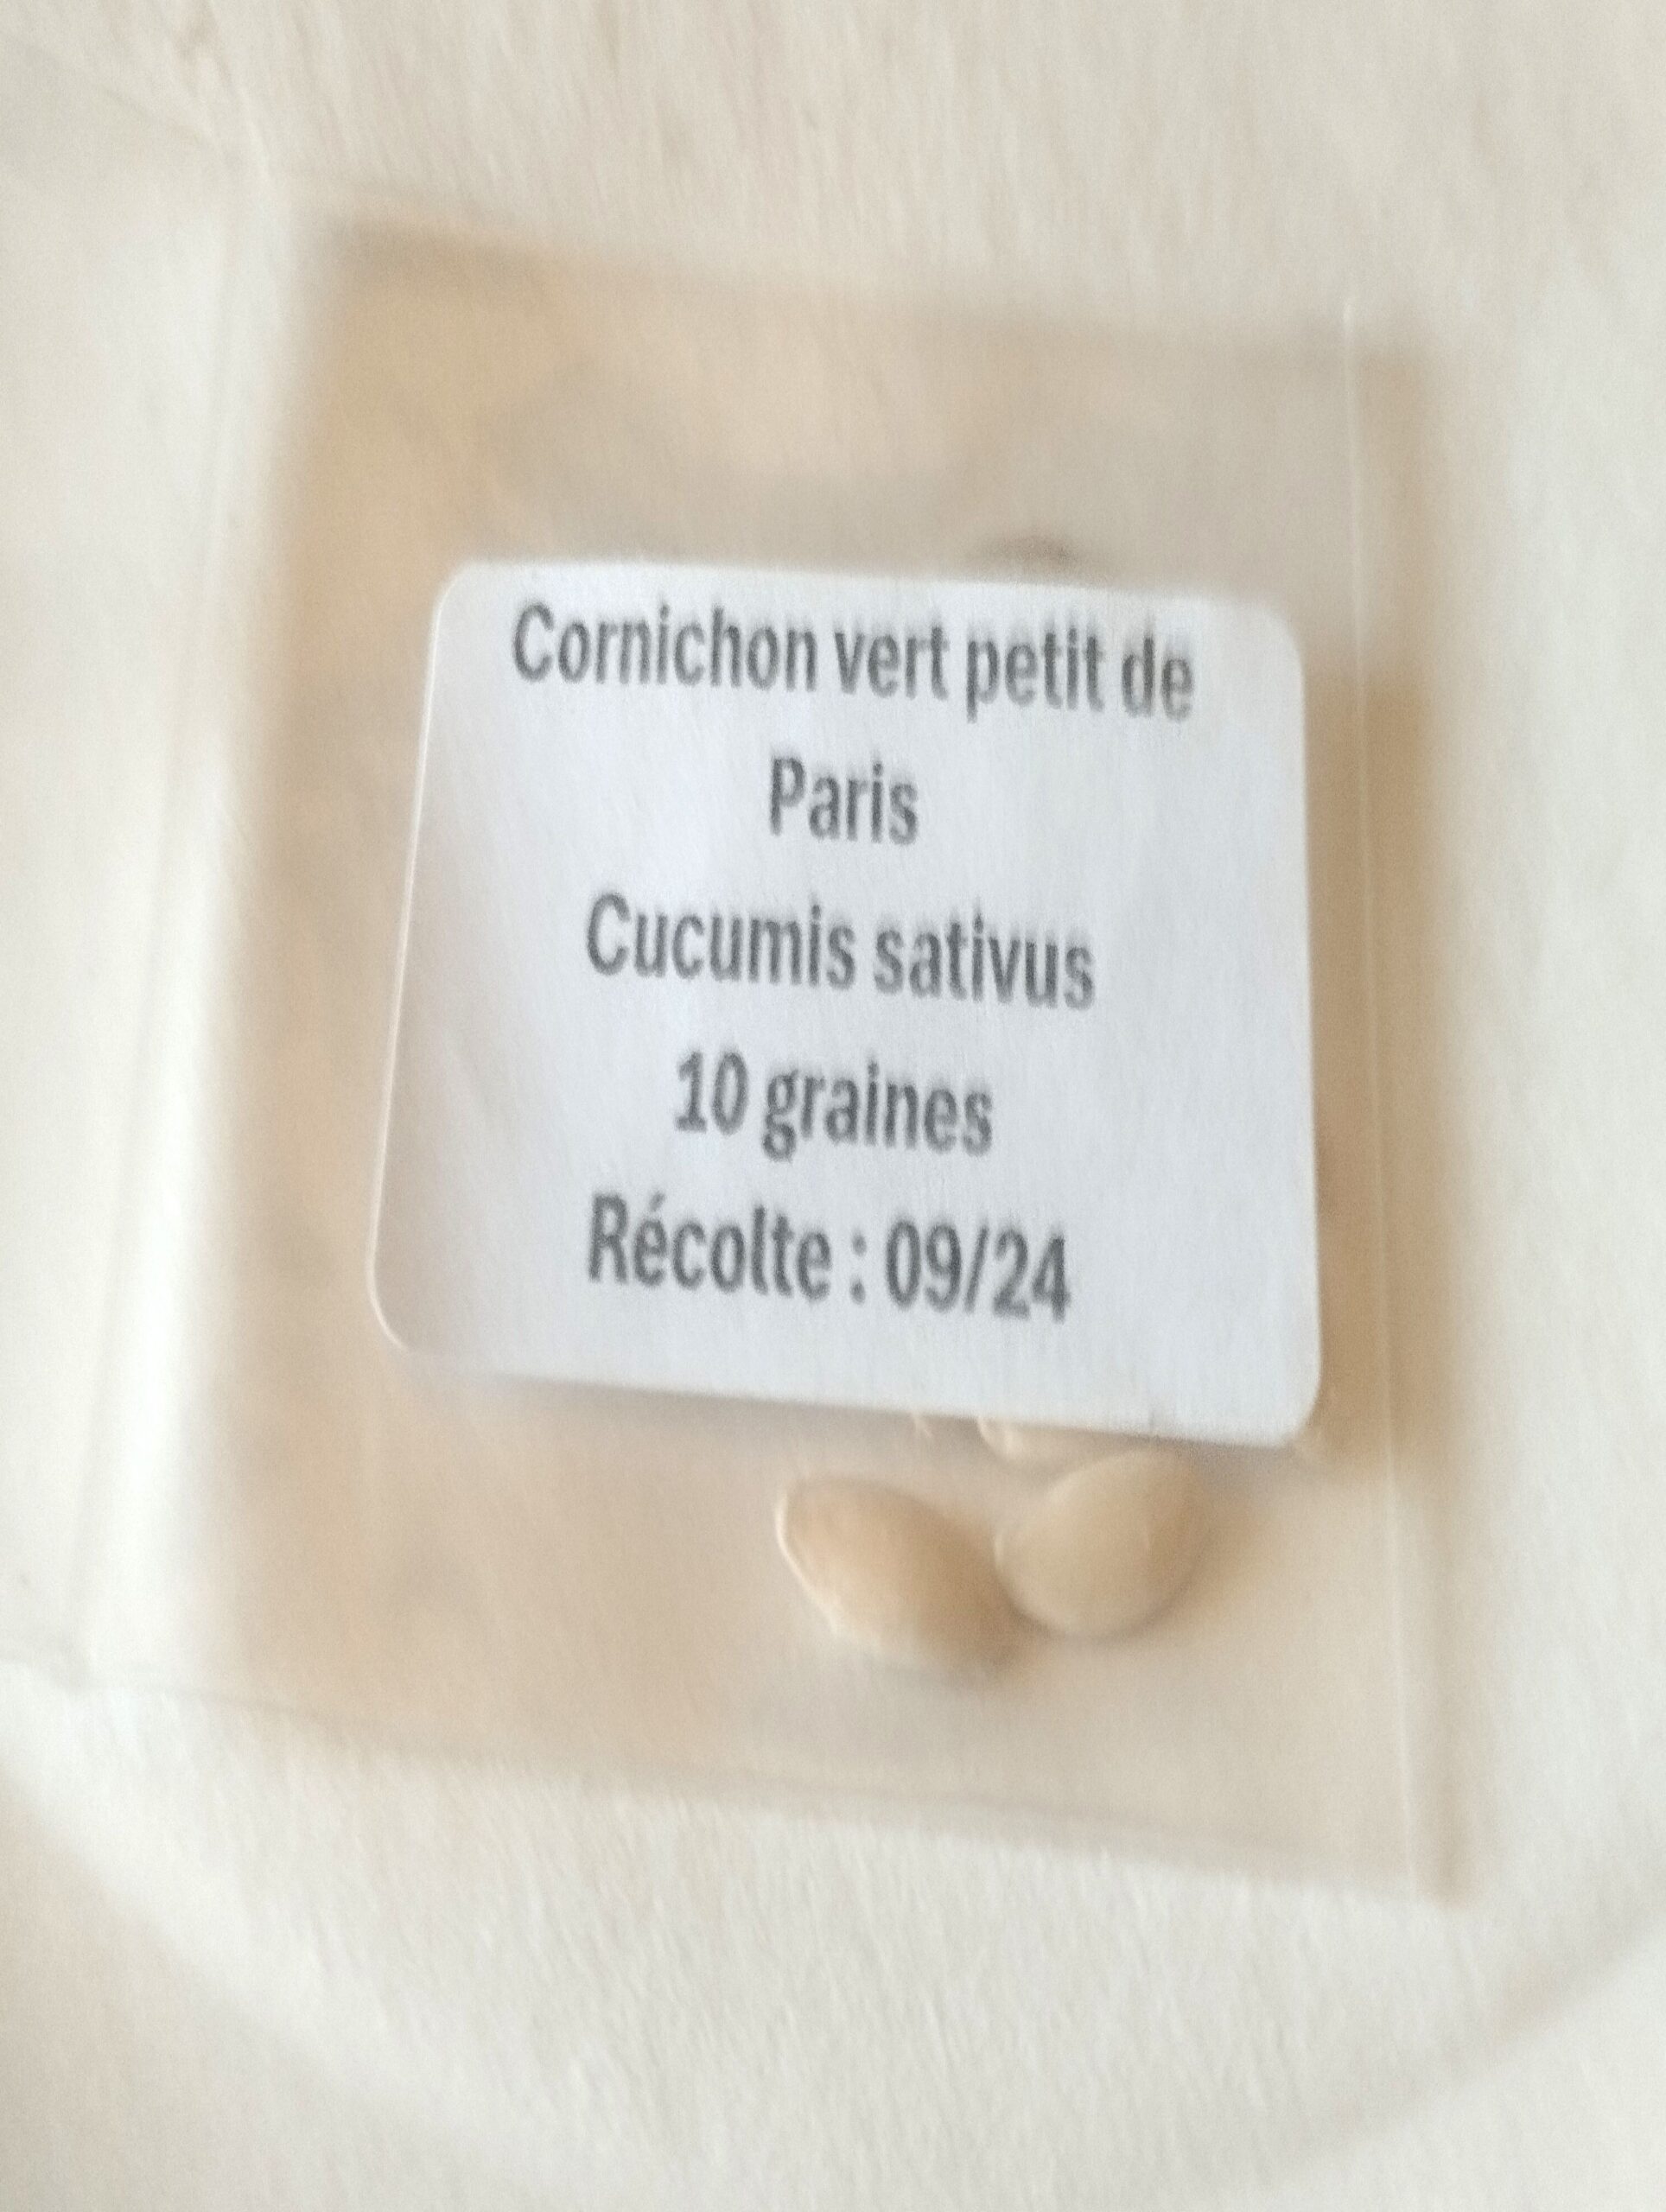 Cornichon vert petit de
Paris
Cucumis sativus
10 graines
Récolte : 09/24